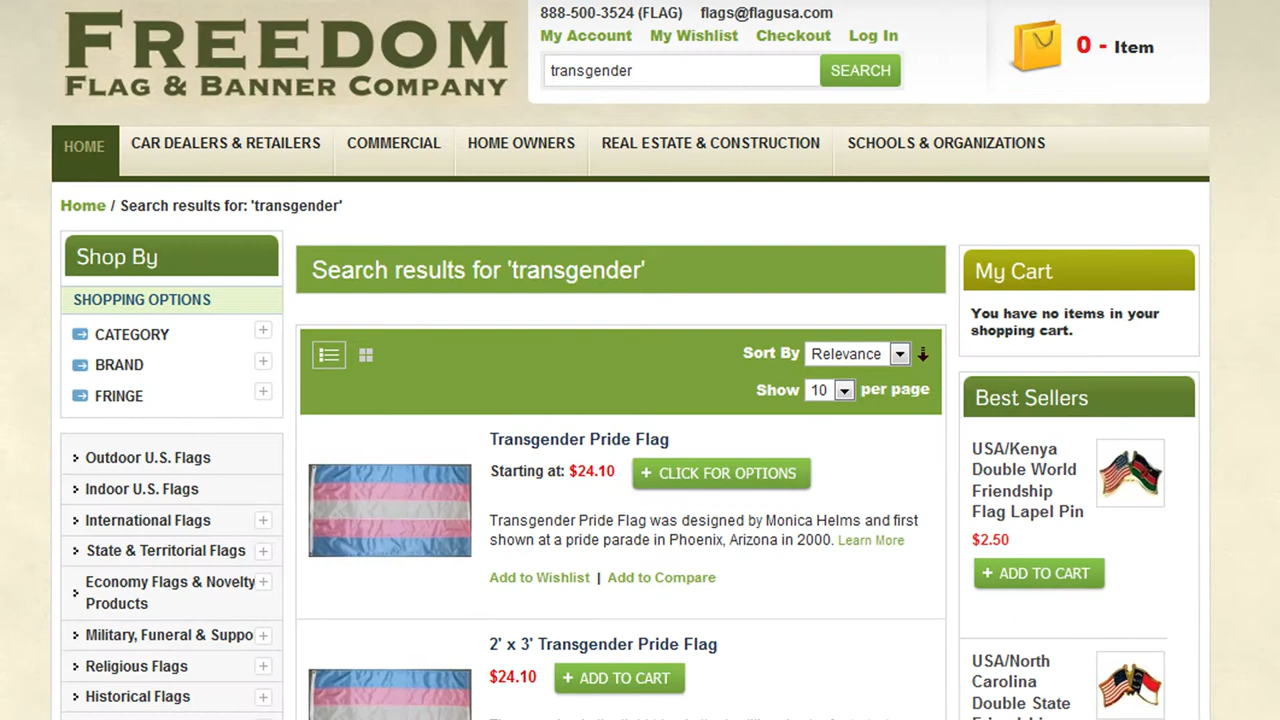 FREEDOM
FLAG & BANNER COMPANY
888-500-3524 (FLAG) flags@flagusa.com
My Account My Wishlist Checkout Log In
transgender SEARCH
0 - Item
HOME CAR DEALERS & RETAILERS COMMERCIAL HOME OWNERS REAL ESTATE & CONSTRUCTION SCHOOLS & ORGANIZATIONS
Home / Search results for: 'transgender'
Shop By
SHOPPING OPTIONS
CATEGORY
BRAND
FRINGE
Outdoor U.S. Flags
Indoor U.S. Flags
International Flags
State & Territorial Flags
Economy Flags & Novelty
Products
Military, Funeral & Suppo
Religious Flags
Historical Flags
Search results for 'transgender'
Sort By Relevance
Show 10 per page
Transgender Pride Flag
Starting at: $24.10 + CLICK FOR OPTIONS
Transgender Pride Flag was designed by Monica Helms and first
shown at a pride parade in Phoenix, Arizona in 2000. Learn More
Add to Wishlist | Add to Compare
2' x 3' Transgender Pride Flag
$24.10 + ADD TO CART
My Cart
You have no items in your
shopping cart.
Best Sellers
USA/Kenya
Double World
Friendship
Flag Lapel Pin
$2.50
+ ADD TO CART
USA/North
Carolina
Double State